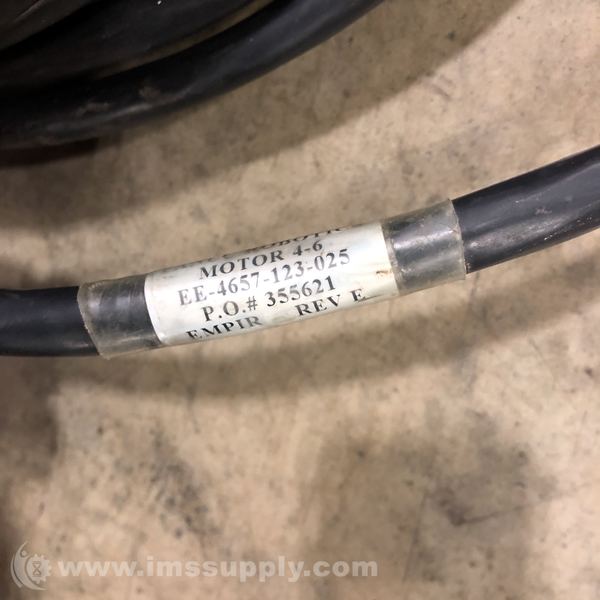 MOTOR 4-6
EE-4657-123-025
P.O.# 355621
EMPIR REV E
www.imssupply.com